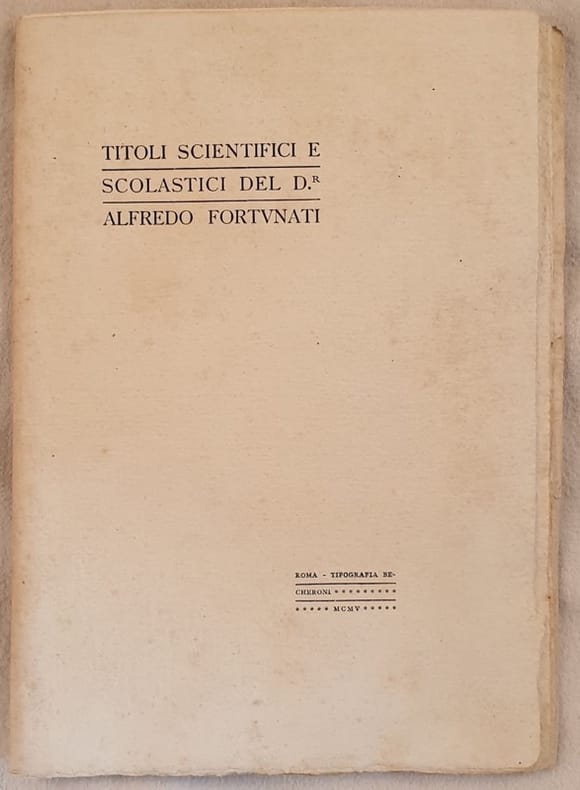 TITOLI SCIENTIFICI E
SCOLASTICI DEL D.ᴿ
ALFREDO FORTVNATI
ROMA - TIPOGRAFIA BE-
CHERONI * * * * * * * * *
* * * * * MCMV * * * * *